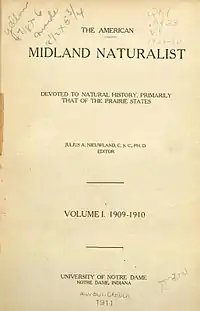 THE AMERICAN
MIDLAND NATURALIST
DEVOTED TO NATURAL HISTORY, PRIMARILY
THAT OF THE PRAIRIE STATES
JULIUS A. NIEUWLAND, C. S. C., PH. D.
EDITOR
VOLUME I. 1909-1910
UNIVERSITY OF NOTRE DAME
NOTRE DAME, INDIANA
1911